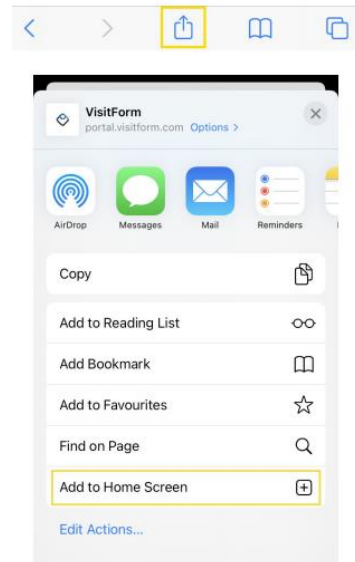 VisitForm
portal.visitform.com Options >
AirDrop Messages Mail Reminders
Copy
Add to Reading List
Add Bookmark
Add to Favourites
Find on Page
Add to Home Screen
Edit Actions...